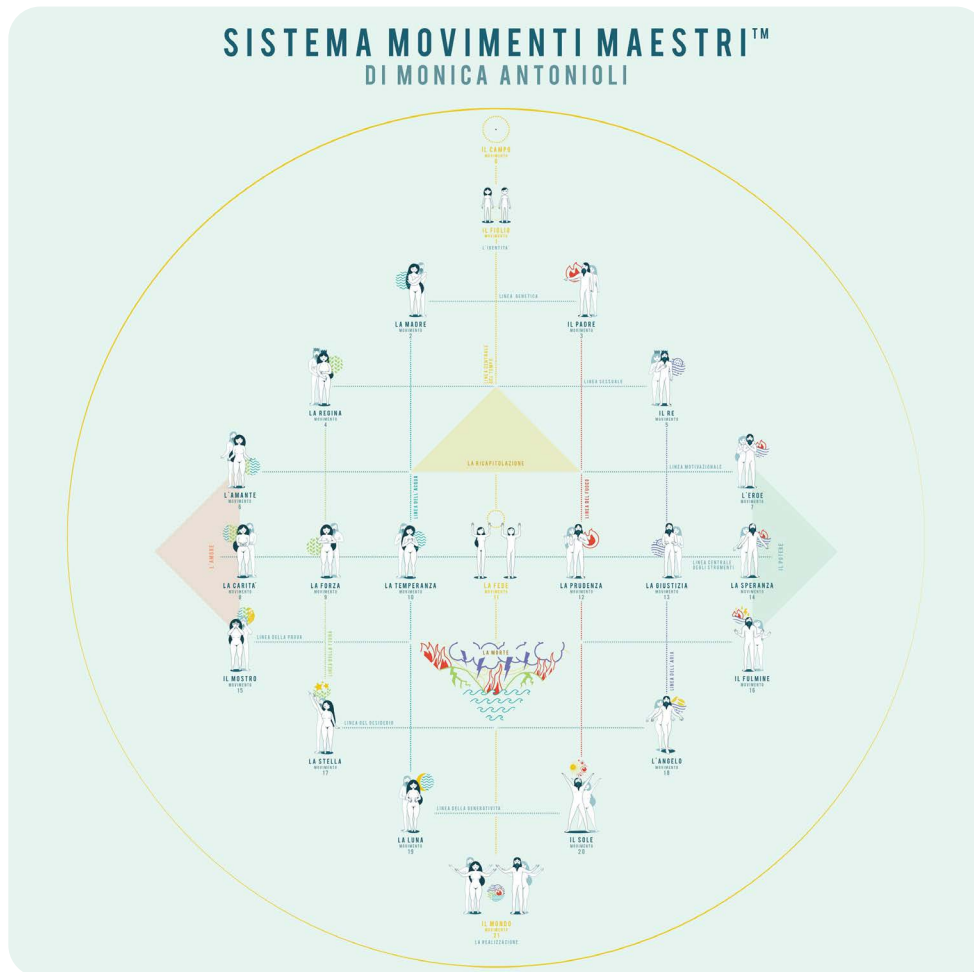 SISTEMA MOVIMENTI MAESTRI™
DI MONICA ANTONIOLI
IL CAMPO
MOVIMENTO
IL FIGLIO
MOVIMENTO
L'IDENTITÀ
LINEA GENETICA
LA MADRE
MOVIMENTO
2
IL PADRE
MOVIMENTO
3
LINEA CENTRALE
DEL TEMPO
LINEA SESSUALE
LA REGINA
MOVIMENTO
4
IL RE
MOVIMENTO
5
LA RICAPITOLAZIONE
LINEA MOTIVAZIONALE
L'AMANTE
MOVIMENTO
6
L'EROE
MOVIMENTO
7
LINEA DELL'ACQUA
LINEA DEL FUOCO
L'AMORE
IL POTERE
LINEA CENTRALE
DEGLI STRUMENTI
LA CARITA'
MOVIMENTO
8
LA FORZA
MOVIMENTO
9
LA TEMPERANZA
MOVIMENTO
10
LA FEDE
MOVIMENTO
11
LA PRUDENZA
MOVIMENTO
12
LA GIUSTIZIA
MOVIMENTO
13
LA SPERANZA
MOVIMENTO
14
LINEA DELLA PROVA
LA MORTE
IL MOSTRO
MOVIMENTO
15
IL FULMINE
MOVIMENTO
16
LINEA DELL'ARIA
LINEA DEL DESIDERIO
LA STELLA
MOVIMENTO
17
L'ANGELO
MOVIMENTO
18
LINEA DELLA GENERATIVITÀ
LA LUNA
MOVIMENTO
19
IL SOLE
MOVIMENTO
20
IL MONDO
MOVIMENTO
21
LA REALIZZAZIONE